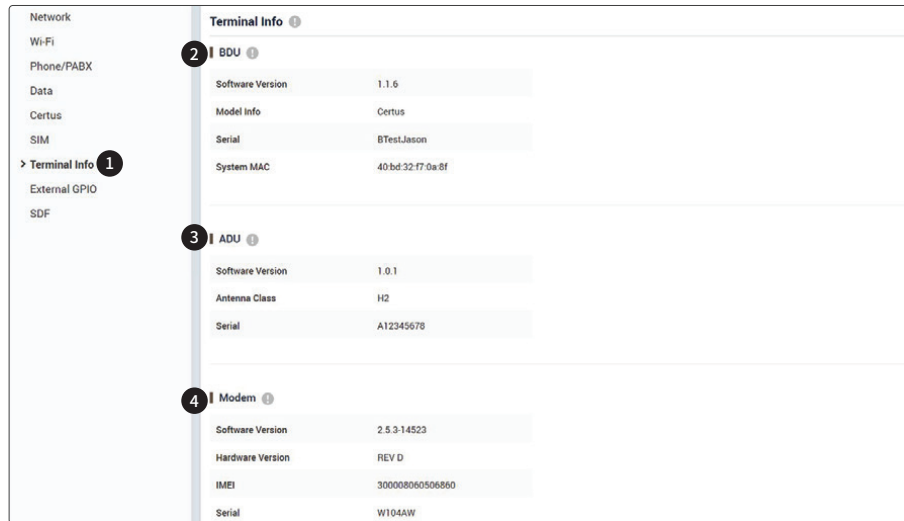 Network
Wi-Fi
Phone/PABX
Data
Certus
SIM
> Terminal Info 1
External GPIO
SDF
Terminal Info !
2 BDU !
Software Version 1.1.6
Model Info Certus
Serial BTestJason
System MAC 40:bd:32:f7:0a:8f
3 ADU !
Software Version 1.0.1
Antenna Class H2
Serial A12345678
4 Modem !
Software Version 2.5.3-14523
Hardware Version REV D
IMEI 300008060506860
Serial W104AW